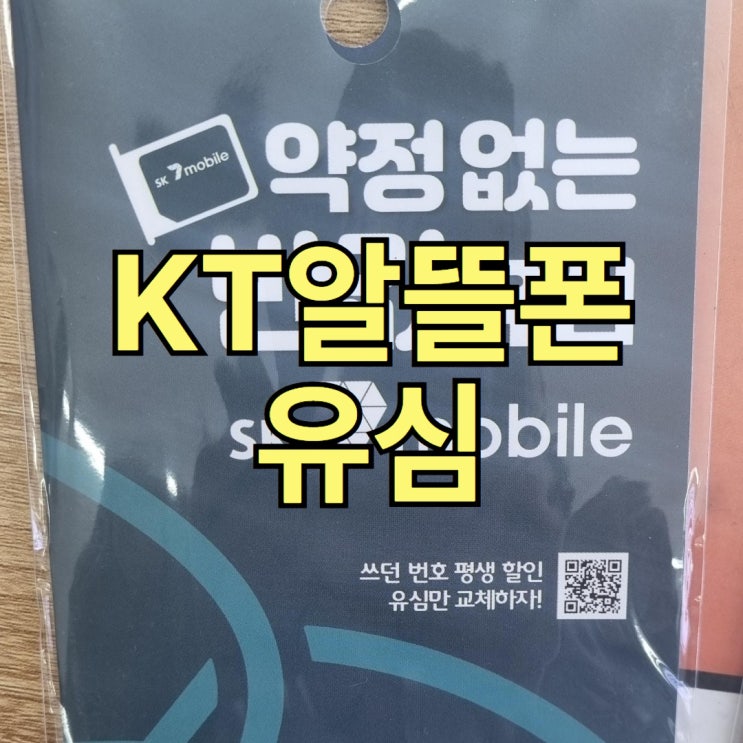 SK 7mobile
약정 없는
KT알뜰폰
유심
mobile
쓰던 번호 평생 할인
유심만 교체하자!